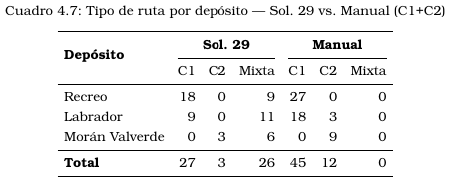 Cuadro 4.7: Tipo de ruta por depósito — Sol. 29 vs. Manual (C1+C2)
Depósito Sol. 29 Manual
C1 C2 Mixta C1 C2 Mixta
Recreo 18 0 9 27 0 0
Labrador 9 0 11 18 3 0
Morán Valverde 0 3 6 0 9 0
Total 27 3 26 45 12 0